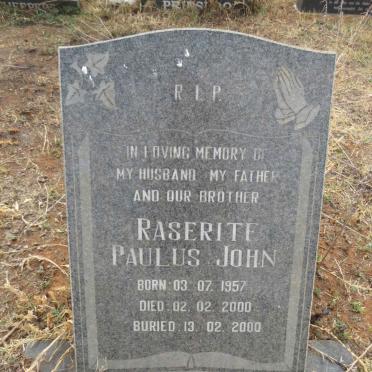 R.I.P.
IN LOVING MEMORY OF
MY HUSBAND MY FATHER
AND OUR BROTHER
RASERITE
PAULUS JOHN
BORN: 03. 07. 1957
DIED: 02. 02. 2000
BURIED: 13. 02. 2000